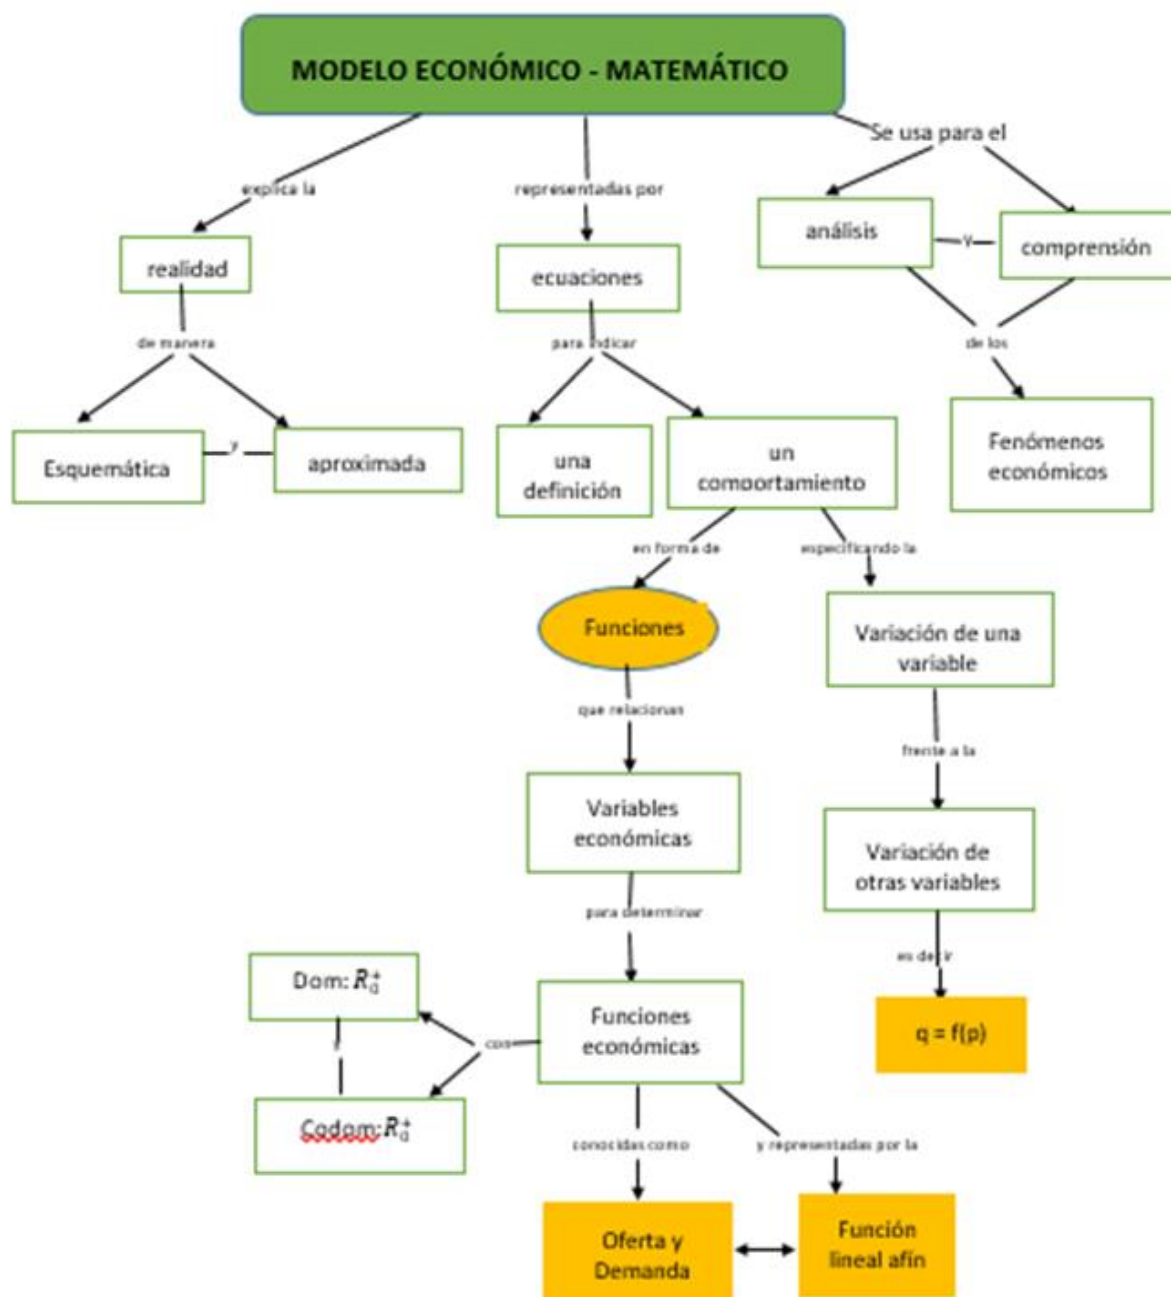 MODELO ECONÓMICO - MATEMÁTICO
Se usa para el
explica la
representadas por
análisis
y
comprensión
realidad
ecuaciones
de manera
para indicar
de los
Esquemática
y
aproximada
una
definición
un
comportamiento
Fenómenos
económicos
en forma de
especificando la
Funciones
Variación de una
variable
que relacionan
frente a la
Variables
económicas
Variación de
otras variables
para determinar
es decir
Dom: R₀⁺
Funciones
económicas
q = f(p)
con
Codom: R₀⁺
conocidas como
y representadas por la
Oferta y
Demanda
Función
lineal afín